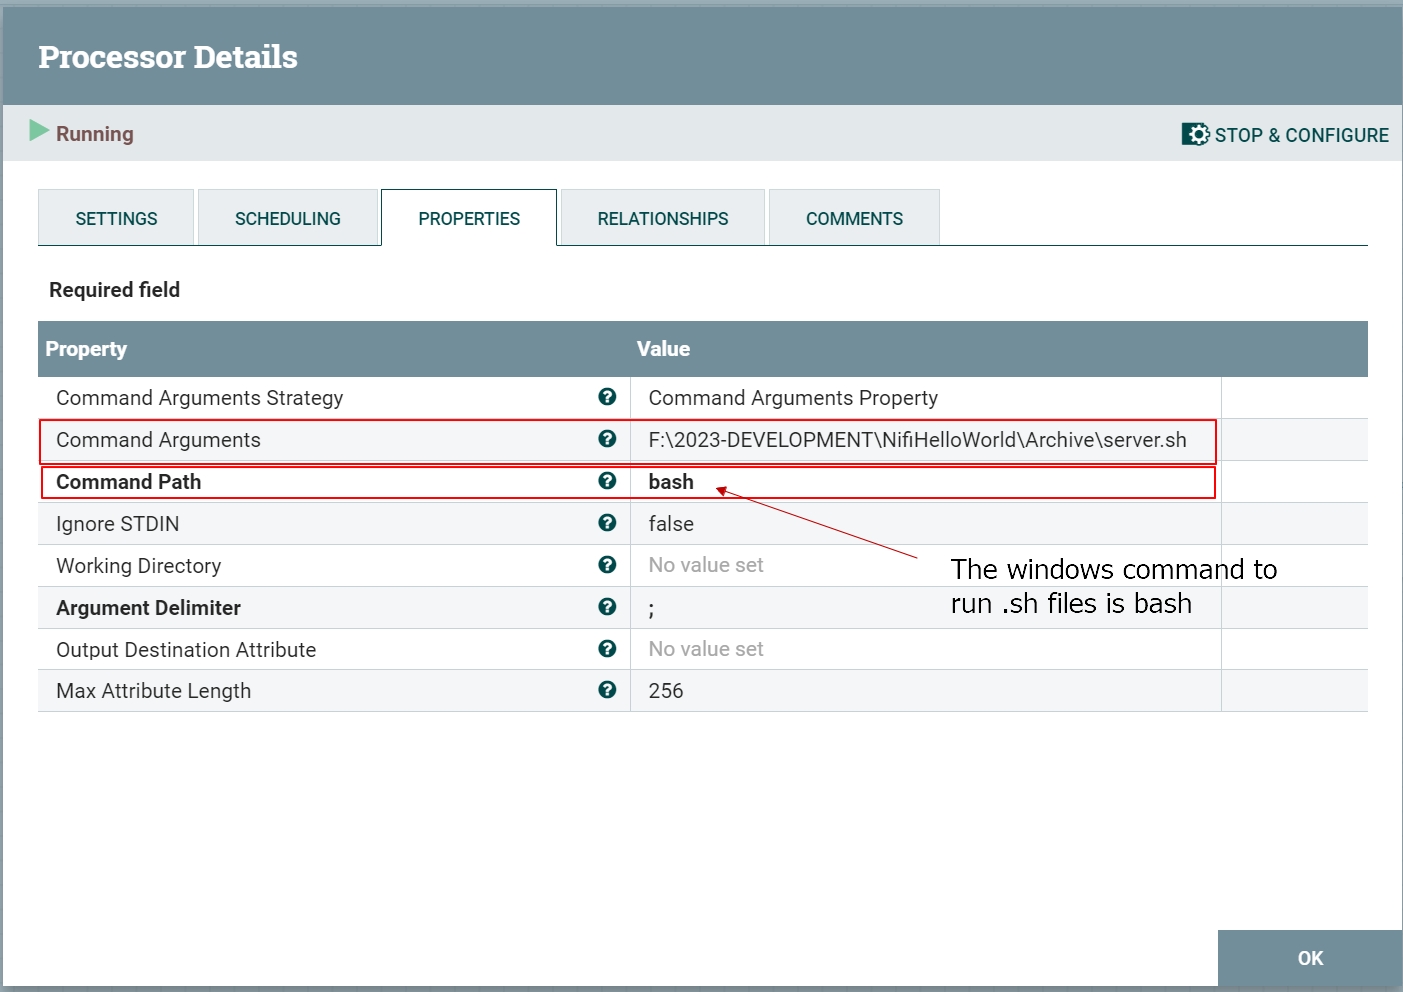 Processor Details
Running
STOP & CONFIGURE
SETTINGS SCHEDULING PROPERTIES RELATIONSHIPS COMMENTS
Required field
Property Value
Command Arguments Strategy ? Command Arguments Property
Command Arguments ? F:\2023-DEVELOPMENT\NifiHelloWorld\Archive\server.sh
Command Path ? bash
Ignore STDIN ? false
Working Directory ? No value set
The windows command to
run .sh files is bash
Argument Delimiter ? ;
Output Destination Attribute ? No value set
Max Attribute Length ? 256
OK